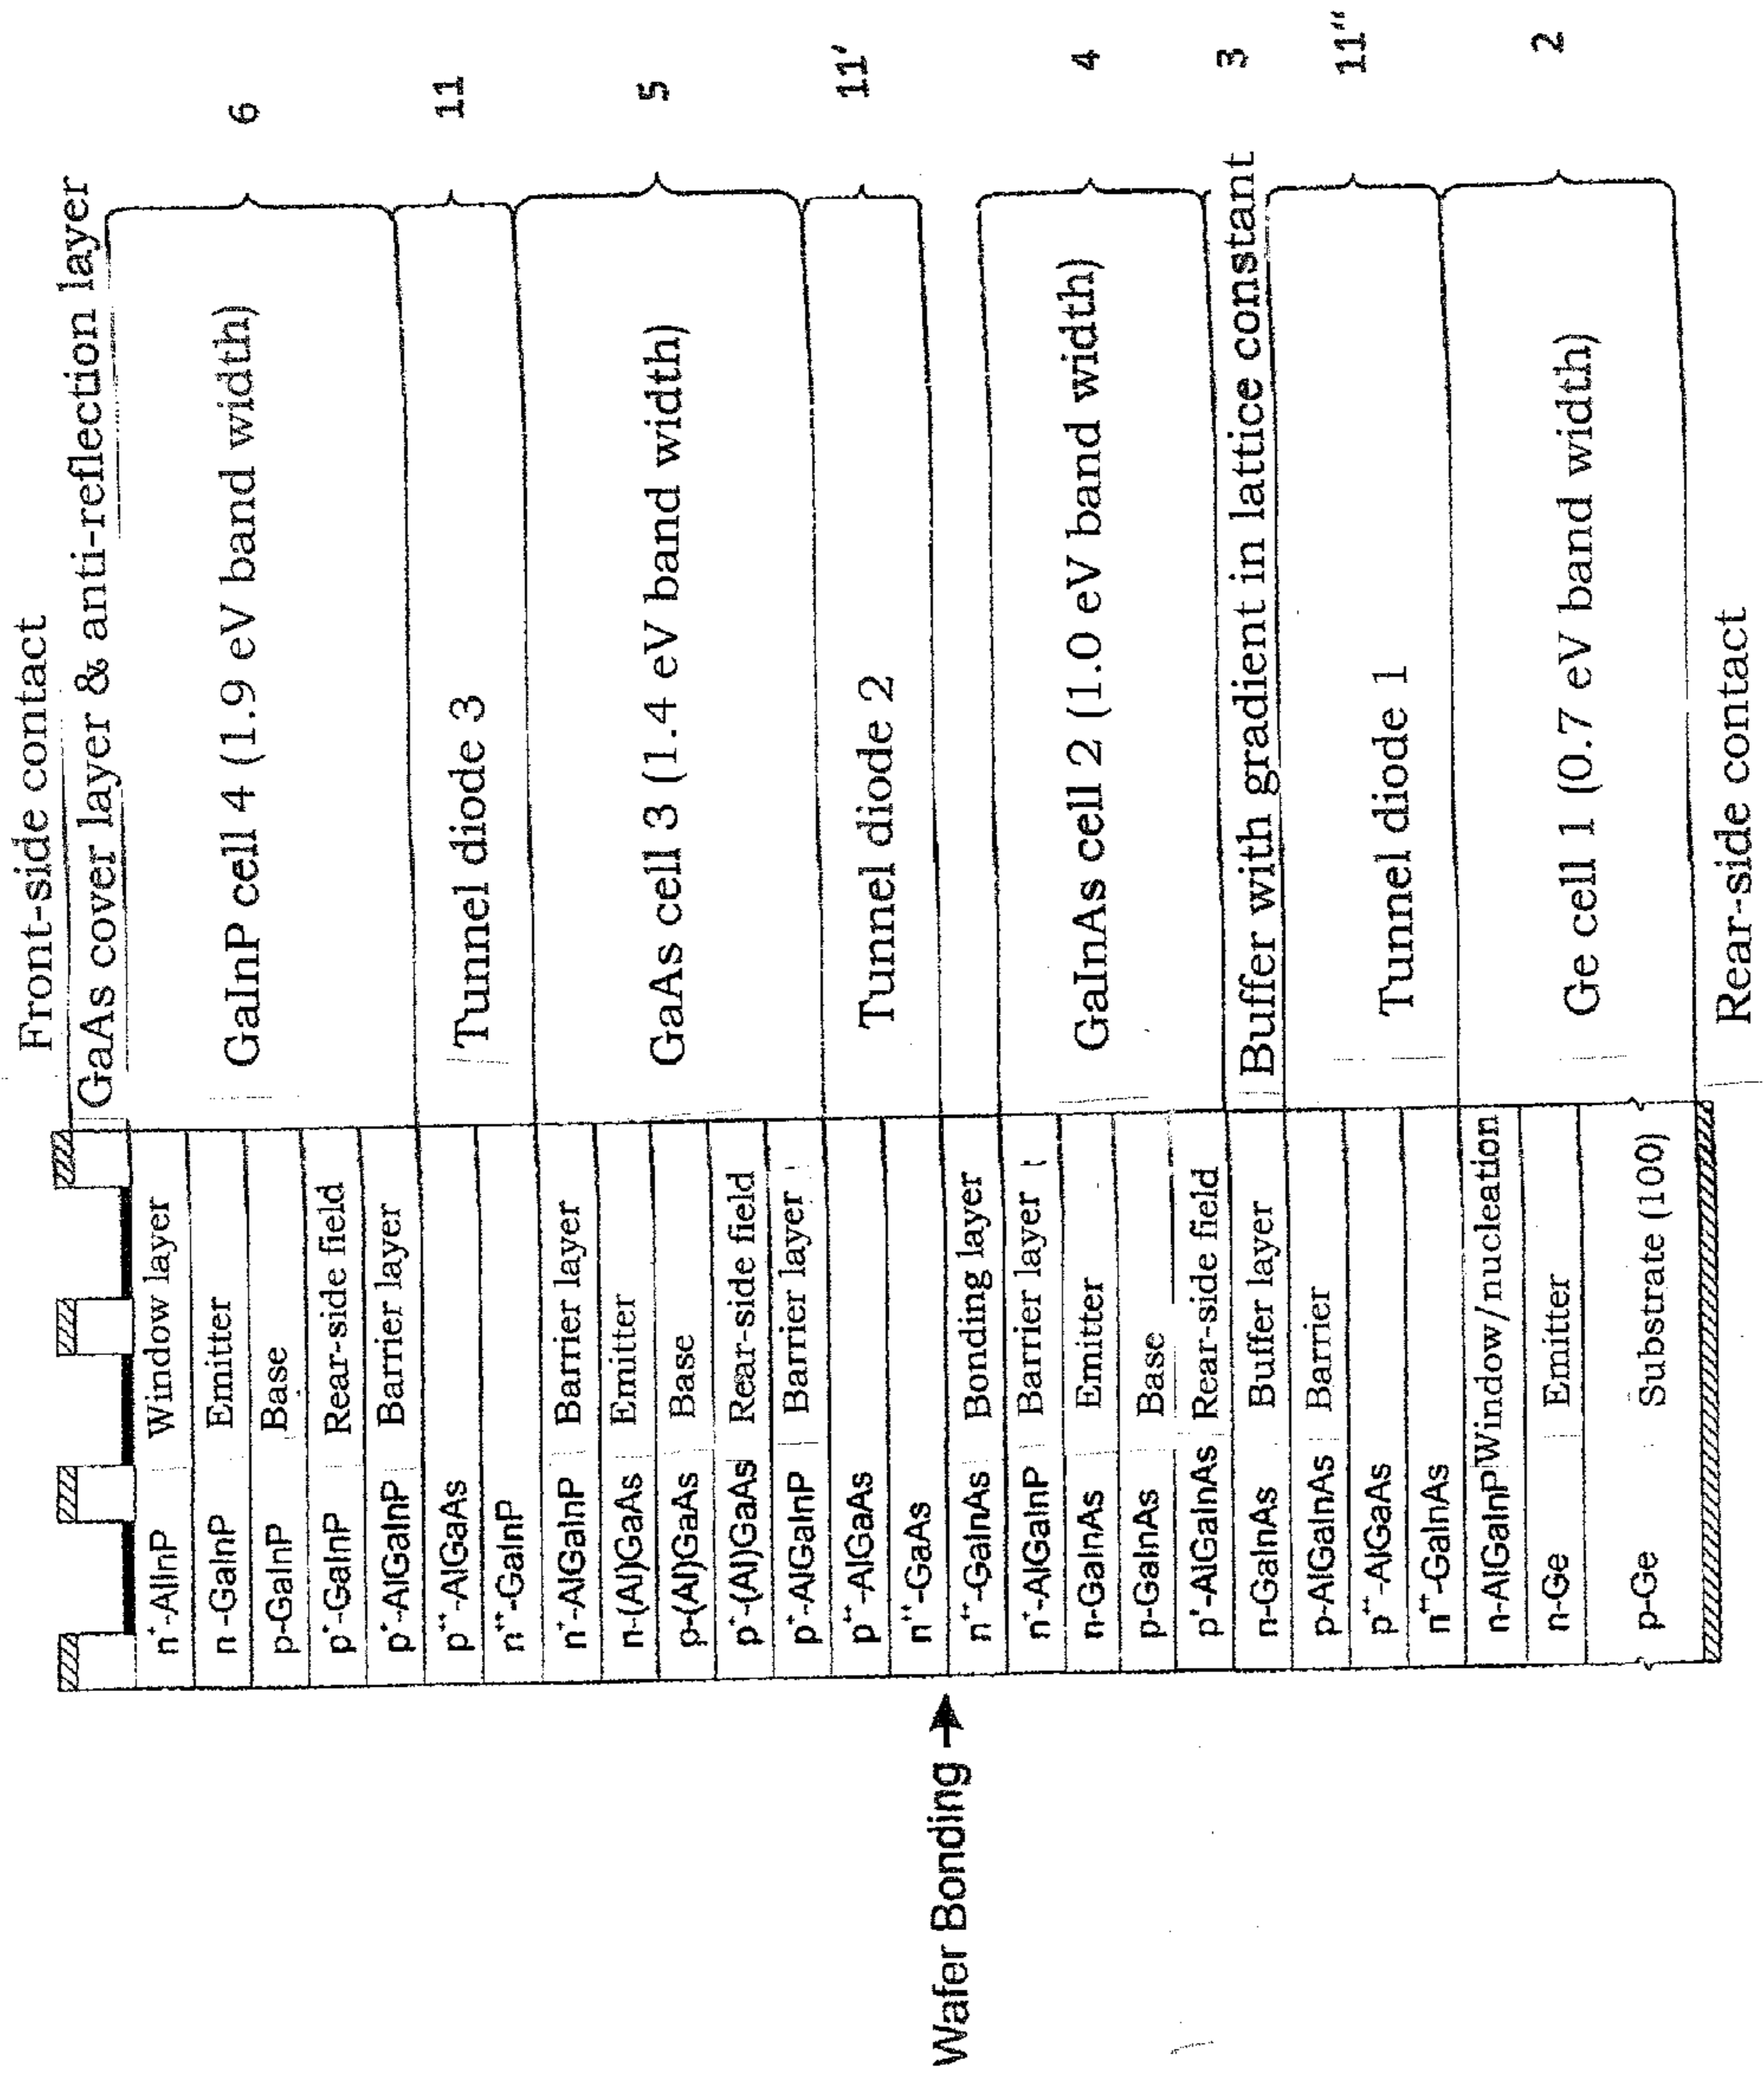 Front-side contact
GaAs cover layer & anti-reflection layer
n⁺-AlInP Window layer
n-GaInP Emitter
p-GaInP Base
p⁺-GaInP Rear-side field
p⁺-AlGaInP Barrier layer
GaInP cell 4 (1.9 eV band width)
6
p⁺⁺-AlGaAs
n⁺⁺-GaInP
Tunnel diode 3
11
n⁺-AlGaInP Barrier layer
n-(Al)GaAs Emitter
p-(Al)GaAs Base
p⁺-(Al)GaAs Rear-side field
p⁺-AlGaInP Barrier layer
GaAs cell 3 (1.4 eV band width)
5
p⁺⁺-AlGaAs
n⁺⁺-GaAs
Tunnel diode 2
11'
Wafer Bonding
n⁺⁺-GaInAs Bonding layer
n⁺-AlGaInP Barrier layer
n-GaInAs Emitter
p-GaInAs Base
p⁺-AlGaInAs Rear-side field
GaInAs cell 2 (1.0 eV band width)
4
n-GaInAs Buffer layer
Buffer with gradient in lattice constant
3
p-AlGaInAs Barrier
p⁺⁺-AlGaAs
n⁺⁺-GaInAs
Tunnel diode 1
11"
n-AlGaInP Window/nucleation
n-Ge Emitter
p-Ge Substrate (100)
Ge cell 1 (0.7 eV band width)
2
Rear-side contact